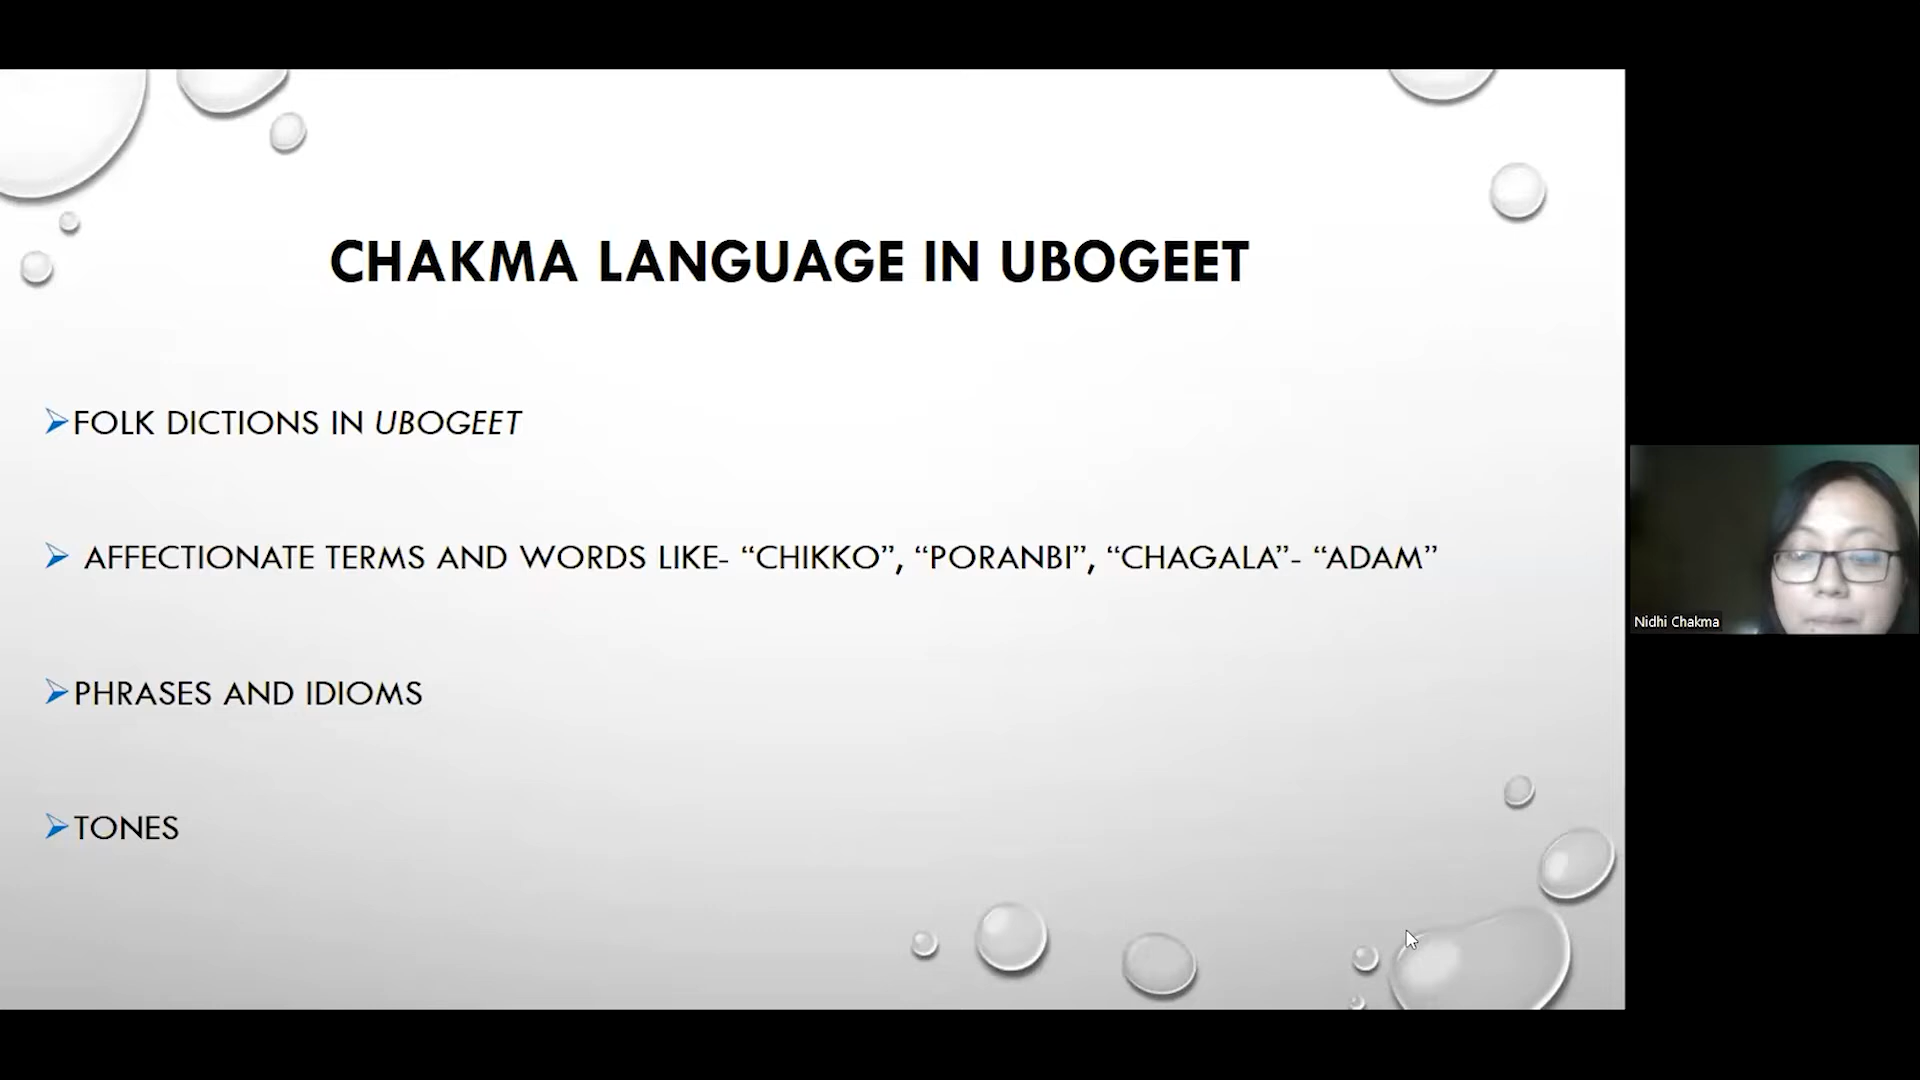 CHAKMA LANGUAGE IN UBOGEET
FOLK DICTIONS IN UBOGEET
AFFECTIONATE TERMS AND WORDS LIKE- “CHIKKO”, “PORANBI”, “CHAGALA”- “ADAM”
PHRASES AND IDIOMS
TONES
Nidhi Chakma